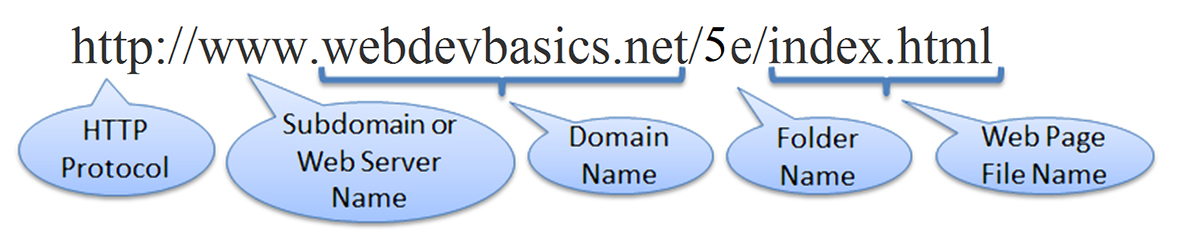 http://www.webdevbasics.net/5e/index.html
HTTP
Protocol
Subdomain or
Web Server
Name
Domain
Name
Folder
Name
Web Page
File Name